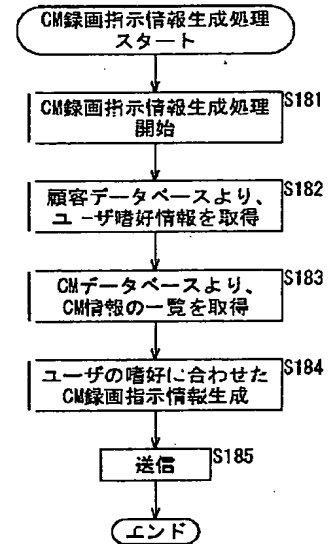 CM録画指示情報生成処理
スタート
CM録画指示情報生成処理
開始
S181
顧客データベースより、
ユーザ嗜好情報を取得
S182
CMデータベースより、
CM情報の一覧を取得
S183
ユーザの嗜好に合わせた
CM録画指示情報生成
S184
送信
S185
エンド